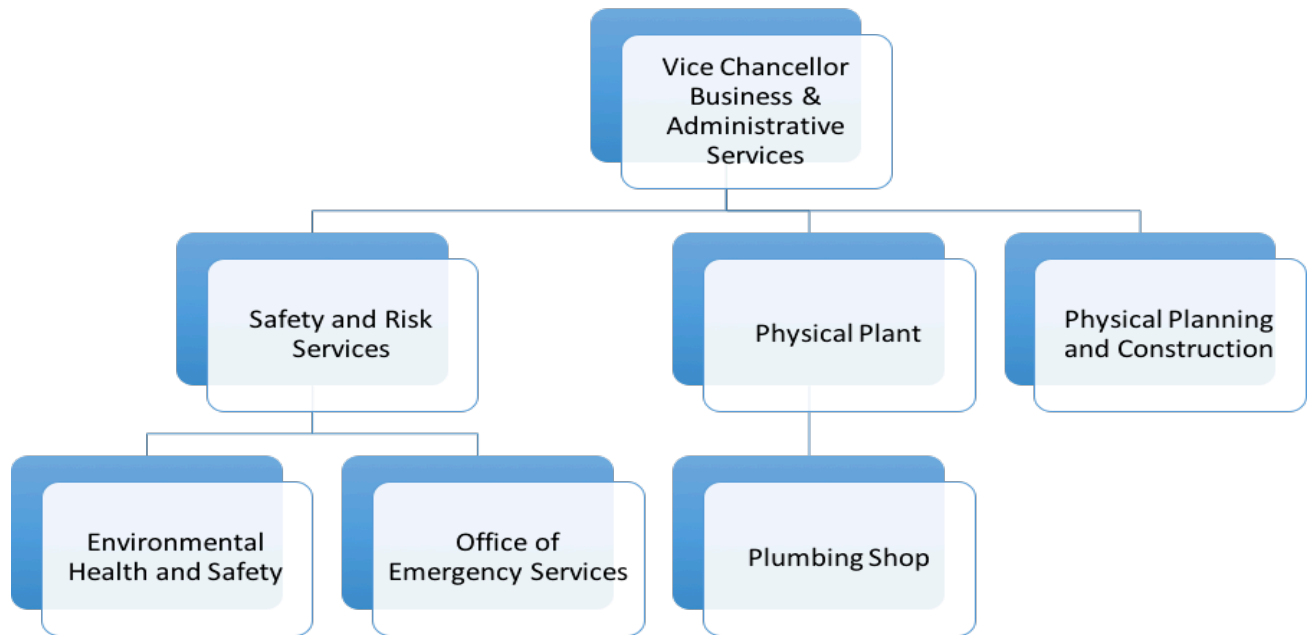 Vice Chancellor
Business &
Administrative
Services
Safety and Risk
Services
Physical Plant
Physical Planning
and Construction
Environmental
Health and Safety
Office of
Emergency Services
Plumbing Shop